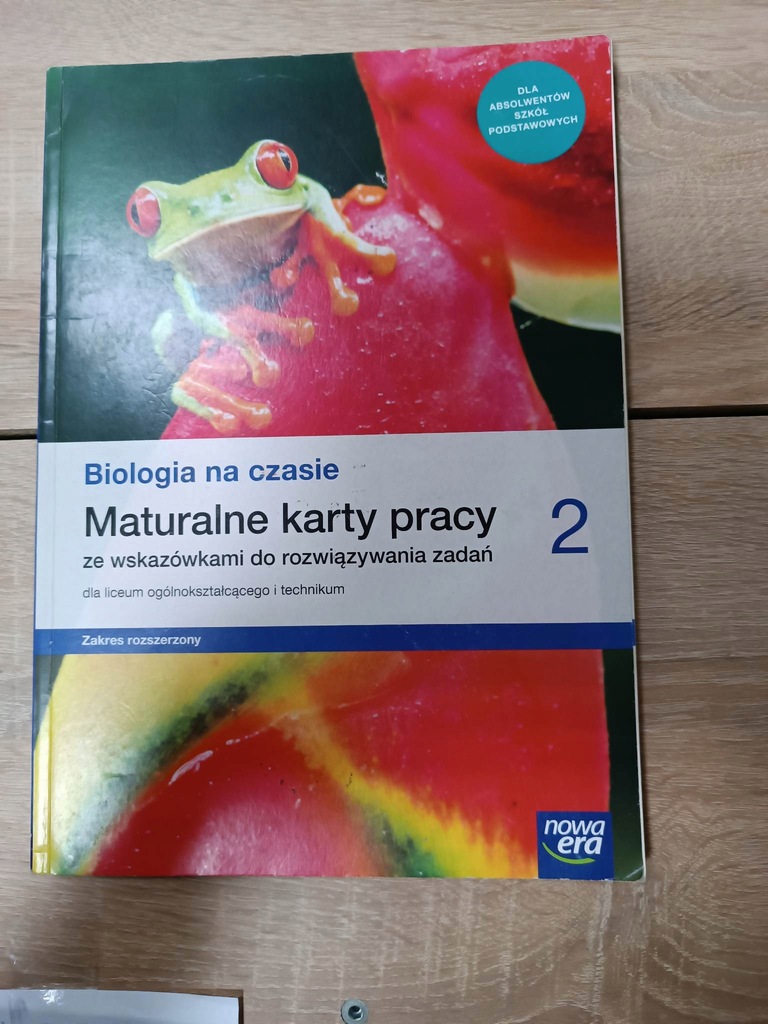 DLA
ABSOLWENTÓW
SZKÓŁ
PODSTAWOWYCH
Biologia na czasie
Maturalne karty pracy
2
ze wskazówkami do rozwiązywania zadań
dla liceum ogólnokształcącego i technikum
Zakres rozszerzony
nowa
era